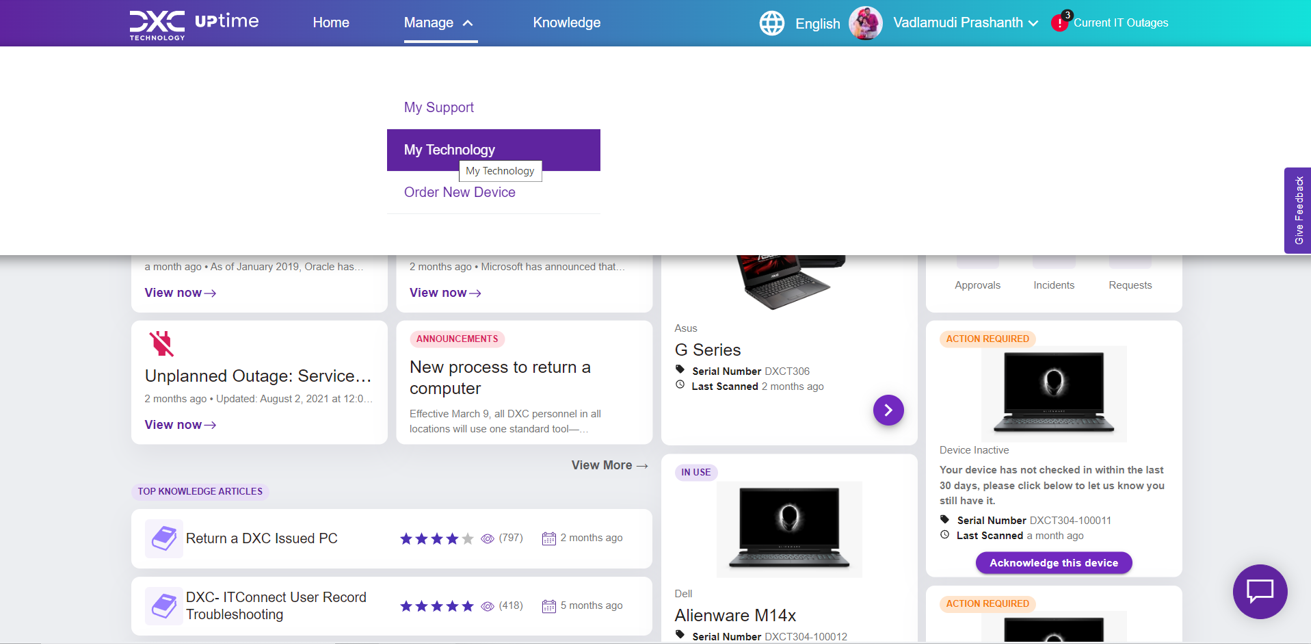 DXC TECHNOLOGY UPtime
Home
Manage
Knowledge
English
Vadlamudi Prashanth
3
Current IT Outages
My Support
My Technology
My Technology
Order New Device
Give Feedback
a month ago • As of January 2019, Oracle has...
View now→
2 months ago • Microsoft has announced that...
View now→
Unplanned Outage: Service...
2 months ago • Updated: August 2, 2021 at 12:0...
View now→
ANNOUNCEMENTS
New process to return a
computer
Effective March 9, all DXC personnel in all
locations will use one standard tool—...
View More →
TOP KNOWLEDGE ARTICLES
Return a DXC Issued PC
(797)
2 months ago
DXC- ITConnect User Record
Troubleshooting
(418)
5 months ago
Asus
G Series
Serial Number DXCT306
Last Scanned 2 months ago
IN USE
Dell
Alienware M14x
Serial Number DXCT304-100012
Approvals
Incidents
Requests
ACTION REQUIRED
Device Inactive
Your device has not checked in within the last
30 days, please click below to let us know you
still have it.
Serial Number DXCT304-100011
Last Scanned a month ago
Acknowledge this device
ACTION REQUIRED